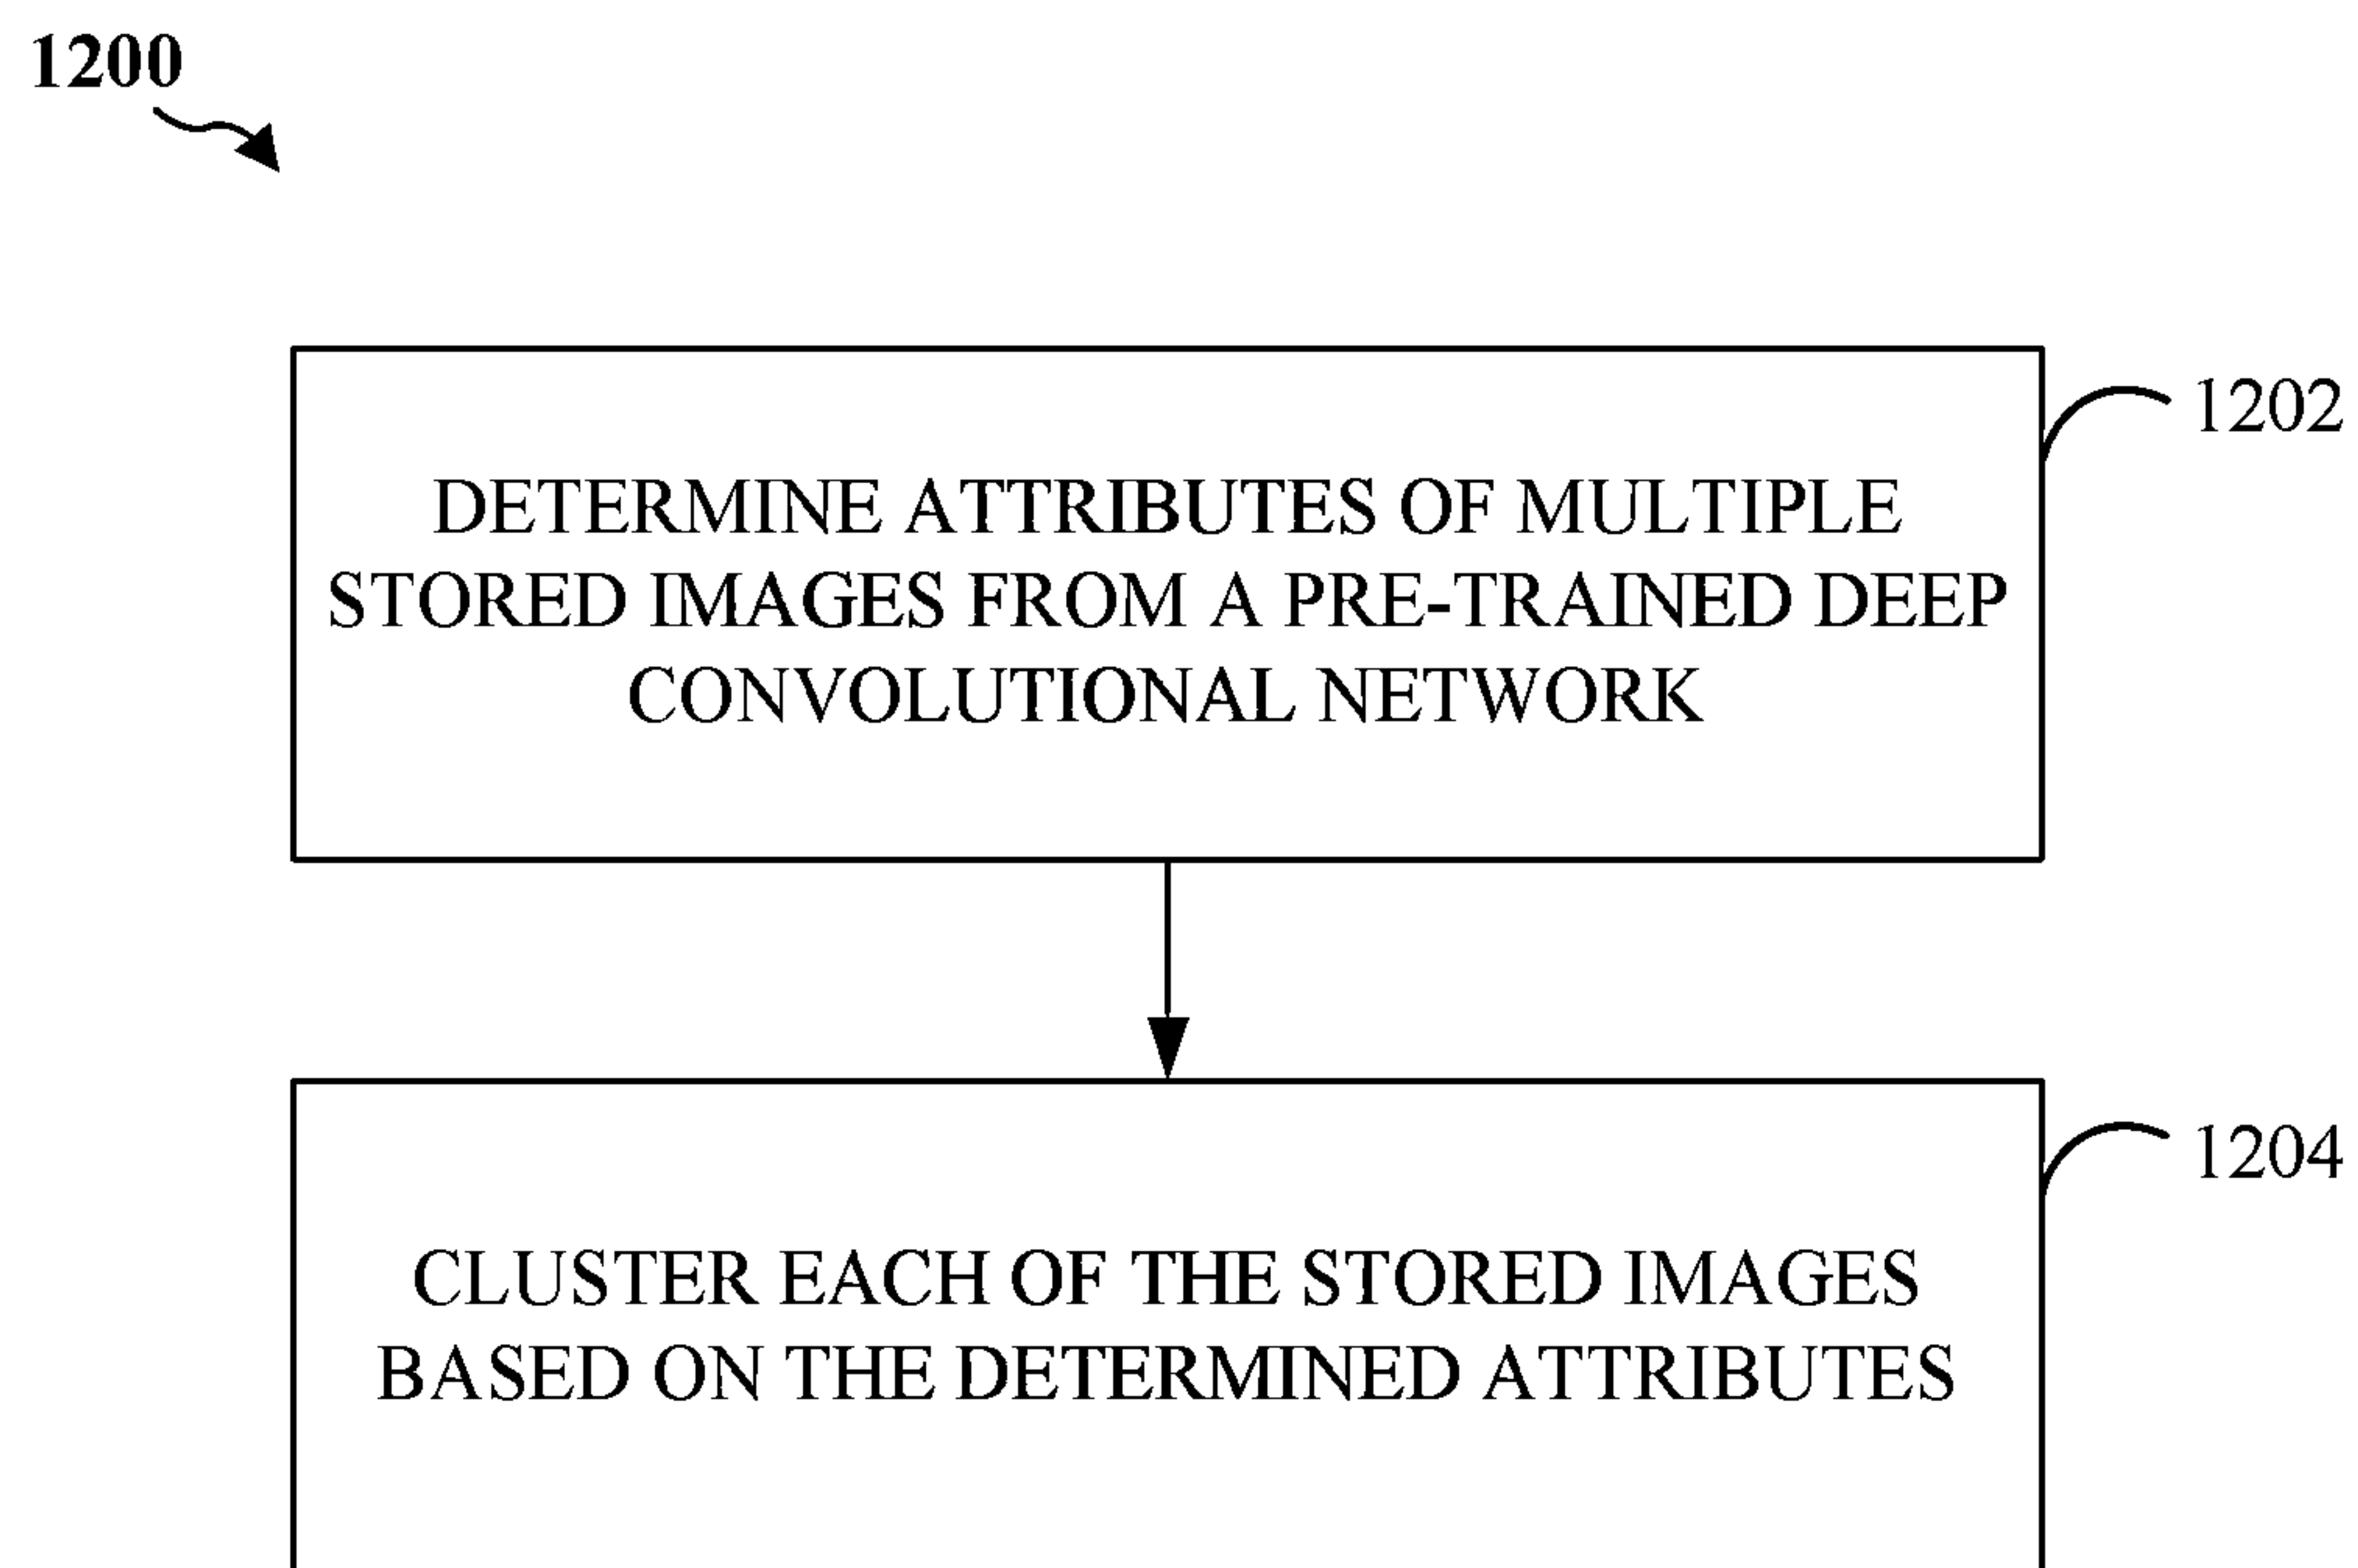 1200
1202
DETERMINE ATTRIBUTES OF MULTIPLE
STORED IMAGES FROM A PRE-TRAINED DEEP
CONVOLUTIONAL NETWORK
1204
CLUSTER EACH OF THE STORED IMAGES
BASED ON THE DETERMINED ATTRIBUTES